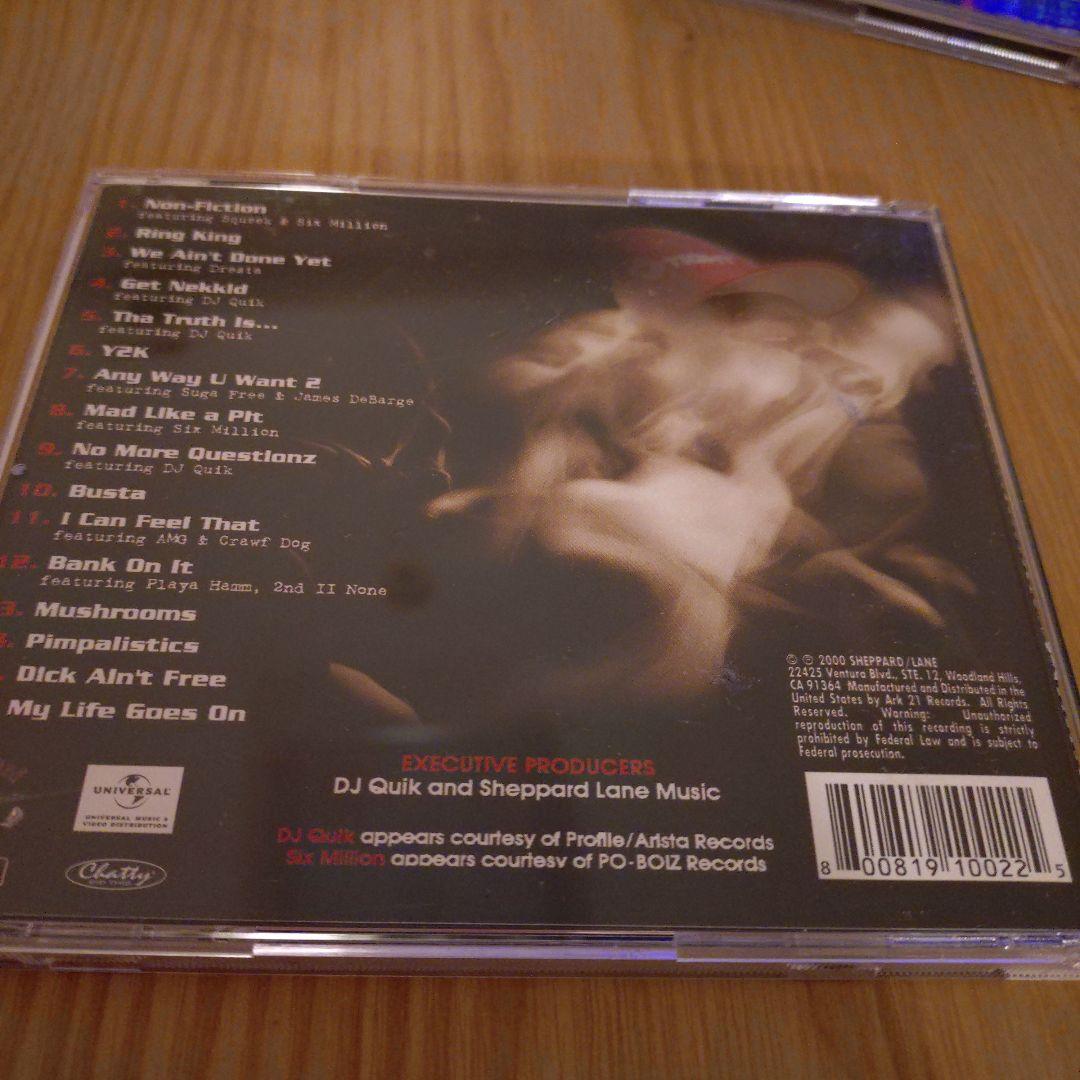 1. Non-Fiction
featuring Squeek & Six Million
2. Ring King
3. We Ain't Done Yet
featuring Dresta
4. Get Nekkid
featuring DJ Quik
5. Tha Truth Is...
featuring DJ Quik
6. Y2K
7. Any Way U Want 2
featuring Suga Free & James DeBarge
8. Mad Like a Pit
featuring Six Million
9. No More Questionz
featuring DJ Quik
10. Busta
11. I Can Feel That
featuring AMG & Crawf Dog
12. Bank On It
featuring Playa Hamm, 2nd II None
3. Mushrooms
Pimpalistics
Dick Ain't Free
My Life Goes On
UNIVERSAL
UNIVERSAL MUSIC &
VIDEO DISTRIBUTION
Chatty
EXECUTIVE PRODUCERS
DJ Quik and Sheppard Lane Music
DJ Quik appears courtesy of Profile/Arista Records
Six Million appears courtesy of PO-BOIZ Records
© ℗ 2000 SHEPPARD/LANE
22425 Ventura Blvd., STE. 12, Woodland Hills,
CA 91364 Manufactured and Distributed in the
United States by Ark 21 Records. All Rights
Reserved. Warning: Unauthorized
reproduction of this recording is strictly
prohibited by Federal Law and is subject to
Federal prosecution.
8 00819 10022 5